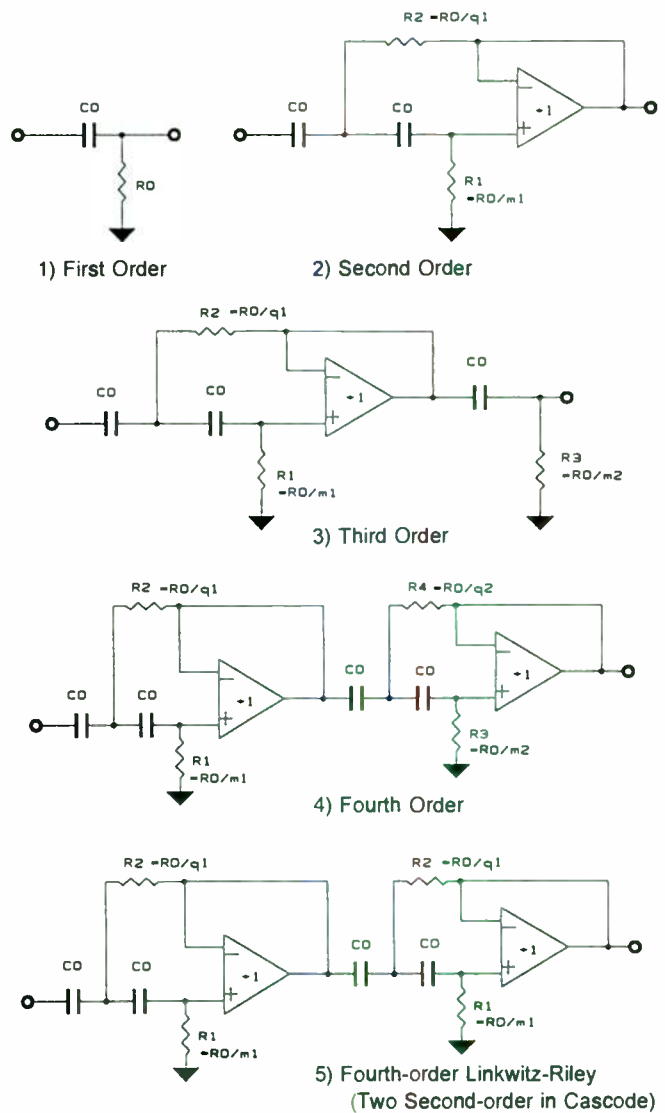 R2 =RO/q1
CO
RO
1) First Order
CO
CO
÷1
R1
=RO/m1
2) Second Order
R2 =RO/q1
CO
CO
÷1
CO
R1
=RO/m1
R3
=RO/m2
3) Third Order
R2 =RO/q1
R4 =RO/q2
CO
CO
÷1
CO
CO
÷1
R1
=RO/m1
R3
=RO/m2
4) Fourth Order
R2 =RO/q1
R2 =RO/q1
CO
CO
÷1
CO
CO
÷1
R1
=RO/m1
R1
=RO/m1
5) Fourth-order Linkwitz-Riley
(Two Second-order in Cascode)